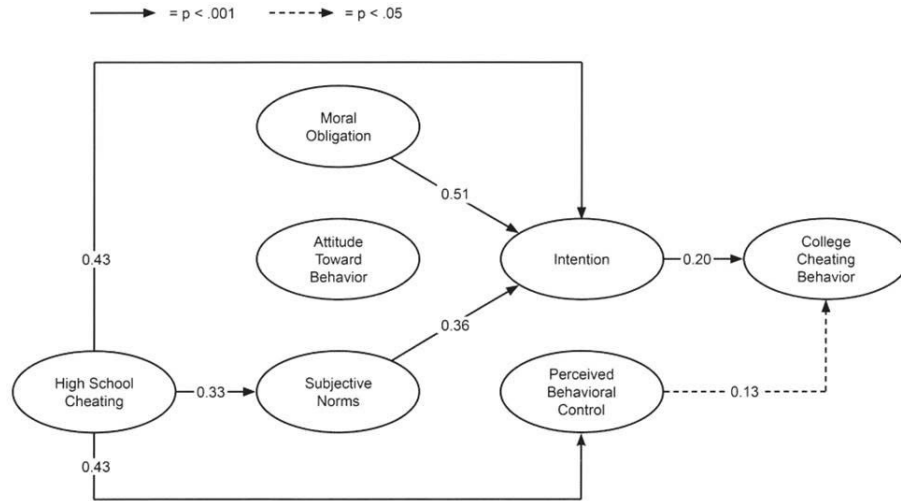 = p < .001
= p < .05
Moral
Obligation
0.51
Attitude
Toward
Behavior
Intention
0.20
College
Cheating
Behavior
0.43
0.36
High School
Cheating
0.33
Subjective
Norms
Perceived
Behavioral
Control
0.13
0.43